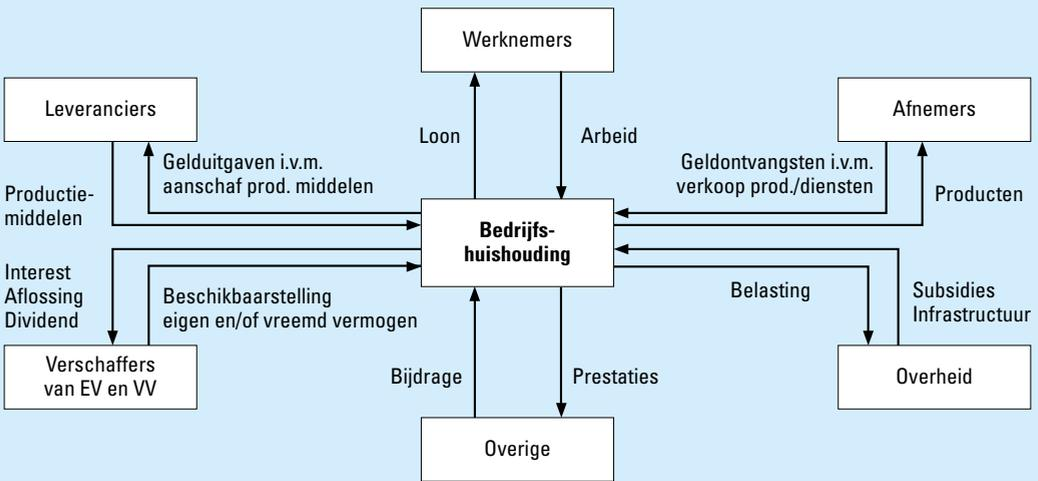 Werknemers
Leveranciers
Afnemers
Loon
Arbeid
Gelduitgaven i.v.m.
aanschaf prod. middelen
Geldontvangsten i.v.m.
verkoop prod./diensten
Productie-
middelen
Producten
Bedrijfs-
huishouding
Interest
Aflossing
Dividend
Beschikbaarstelling
eigen en/of vreemd vermogen
Belasting
Subsidies
Infrastructuur
Verschaffers
van EV en VV
Bijdrage
Prestaties
Overheid
Overige